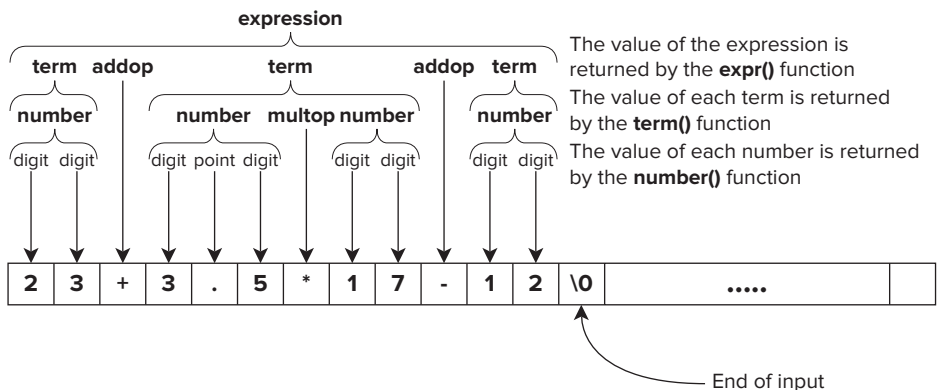 expression
term addop term addop term
number number multop number number
digit digit digit point digit digit digit digit digit
The value of the expression is
returned by the expr() function
The value of each term is returned
by the term() function
The value of each number is returned
by the number() function
2 3 + 3 . 5 * 1 7 - 1 2 \0 .....
End of input